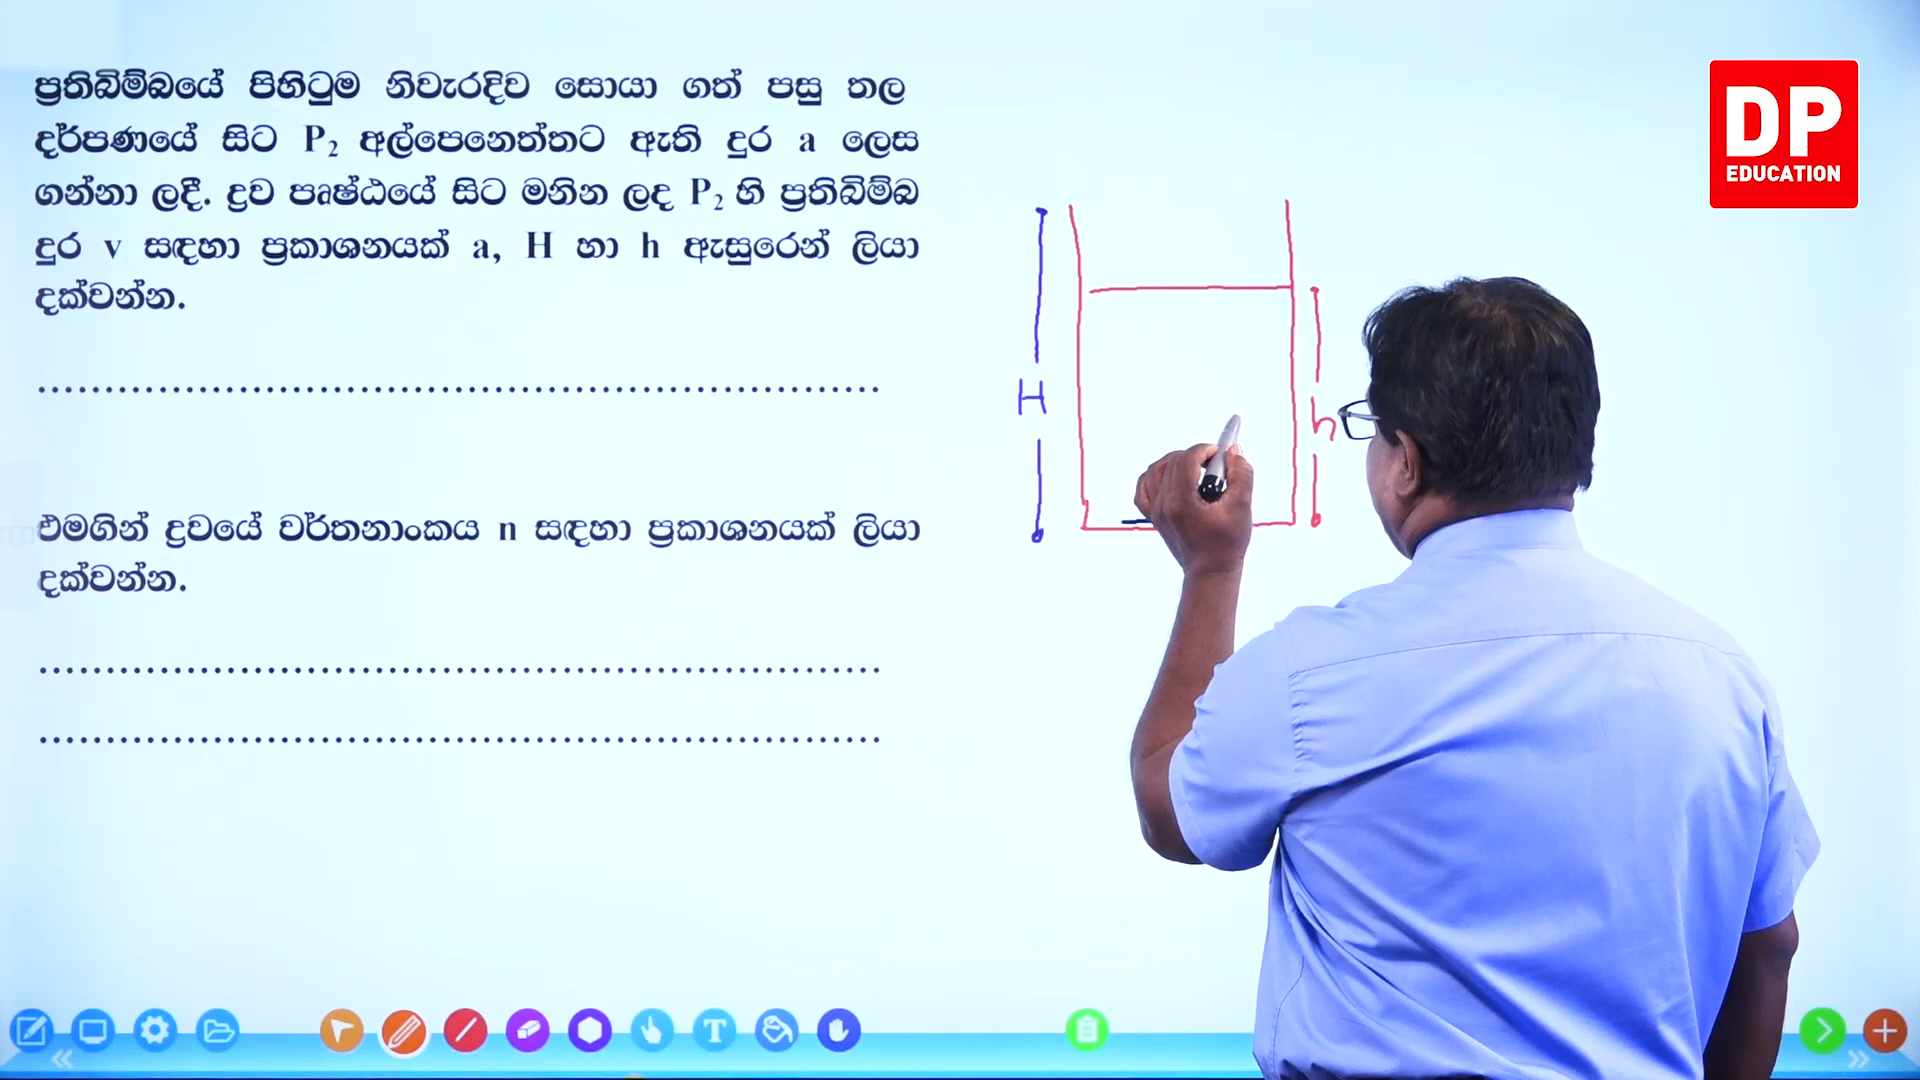 ප්‍රතිබිම්බයේ පිහිටුම නිවැරදිව සොයා ගත් පසු තල
දර්පණයේ සිට P₂ අල්පෙනෙත්තට ඇති දුර a ලෙස
ගන්නා ලදී. ද්‍රව පෘෂ්ඨයේ සිට මනින ලද P₂ හි ප්‍රතිබිම්බ
දුර v සඳහා ප්‍රකාශනයක් a, H හා h ඇසුරෙන් ලියා
දක්වන්න.
................................................................
එමගින් ද්‍රවයේ වර්තනාංකය n සඳහා ප්‍රකාශනයක් ලියා
දක්වන්න.
................................................................
................................................................
H
h
DP
EDUCATION
T